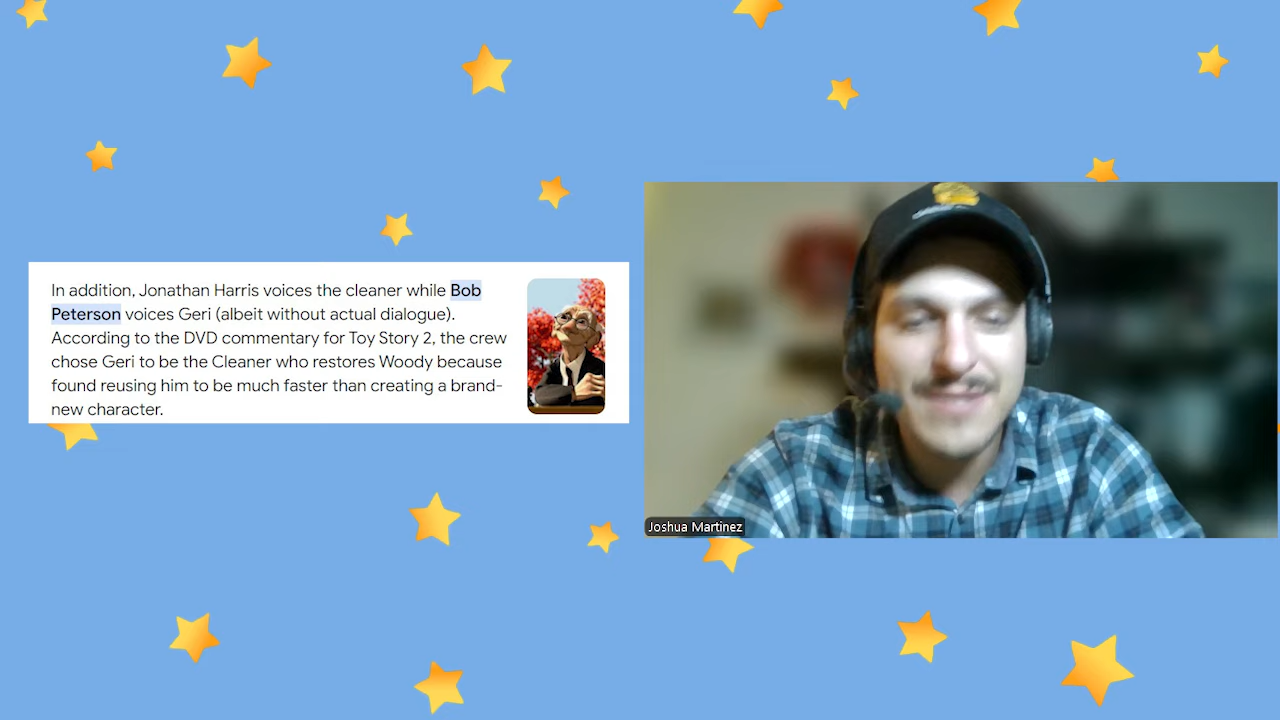 In addition, Jonathan Harris voices the cleaner while Bob
Peterson voices Geri (albeit without actual dialogue).
According to the DVD commentary for Toy Story 2, the crew
chose Geri to be the Cleaner who restores Woody because
found reusing him to be much faster than creating a brand-
new character.
Joshua Martinez